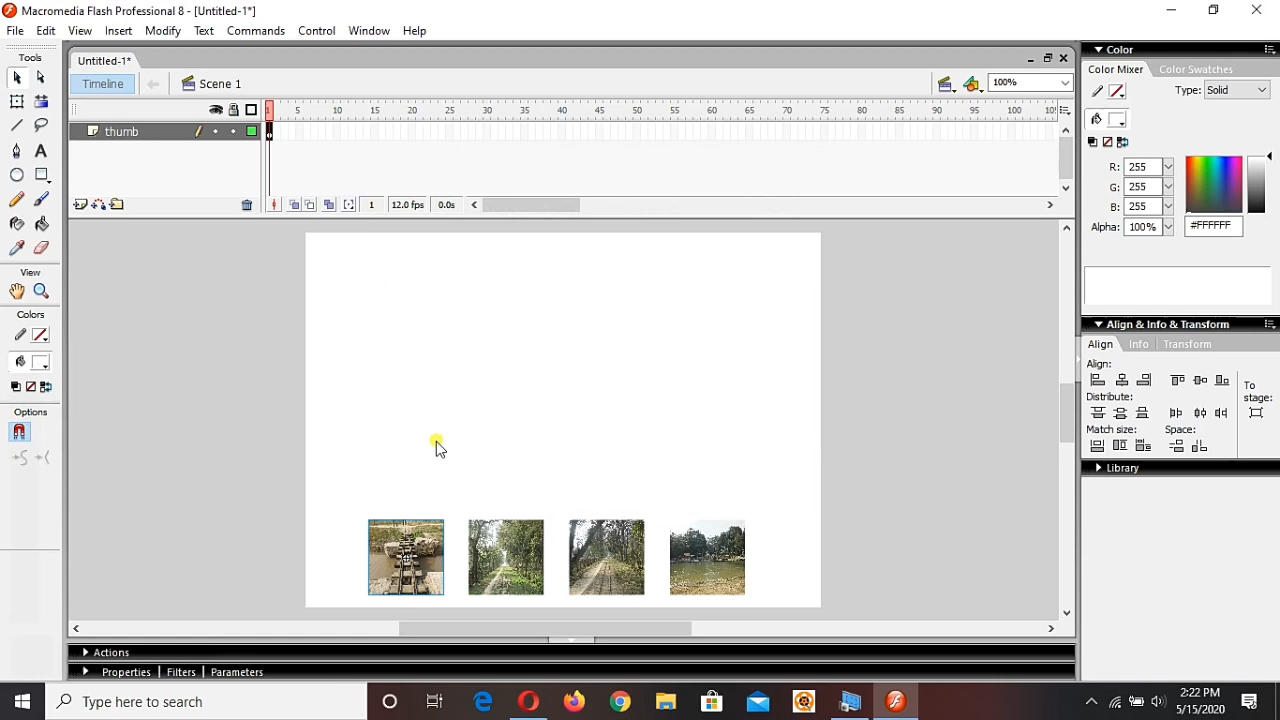 Macromedia Flash Professional 8 - [Untitled-1*]
File Edit View Insert Modify Text Commands Control Window Help
Tools
View
Colors
Options
Untitled-1*
Timeline
Scene 1
100%
1 5 10 15 20 25 30 35 40 45 50 55 60 65 70 75 80 85 90 95 100 105
thumb
1 12.0 fps 0.0s
Actions
Properties Filters Parameters
Color
Color Mixer Color Swatches
Type: Solid
R: 255
G: 255
B: 255
Alpha: 100% #FFFFFF
Align & Info & Transform
Align Info Transform
Align:
Distribute:
Match size: Space:
To
stage:
Library
Type here to search
2:22 PM
5/15/2020